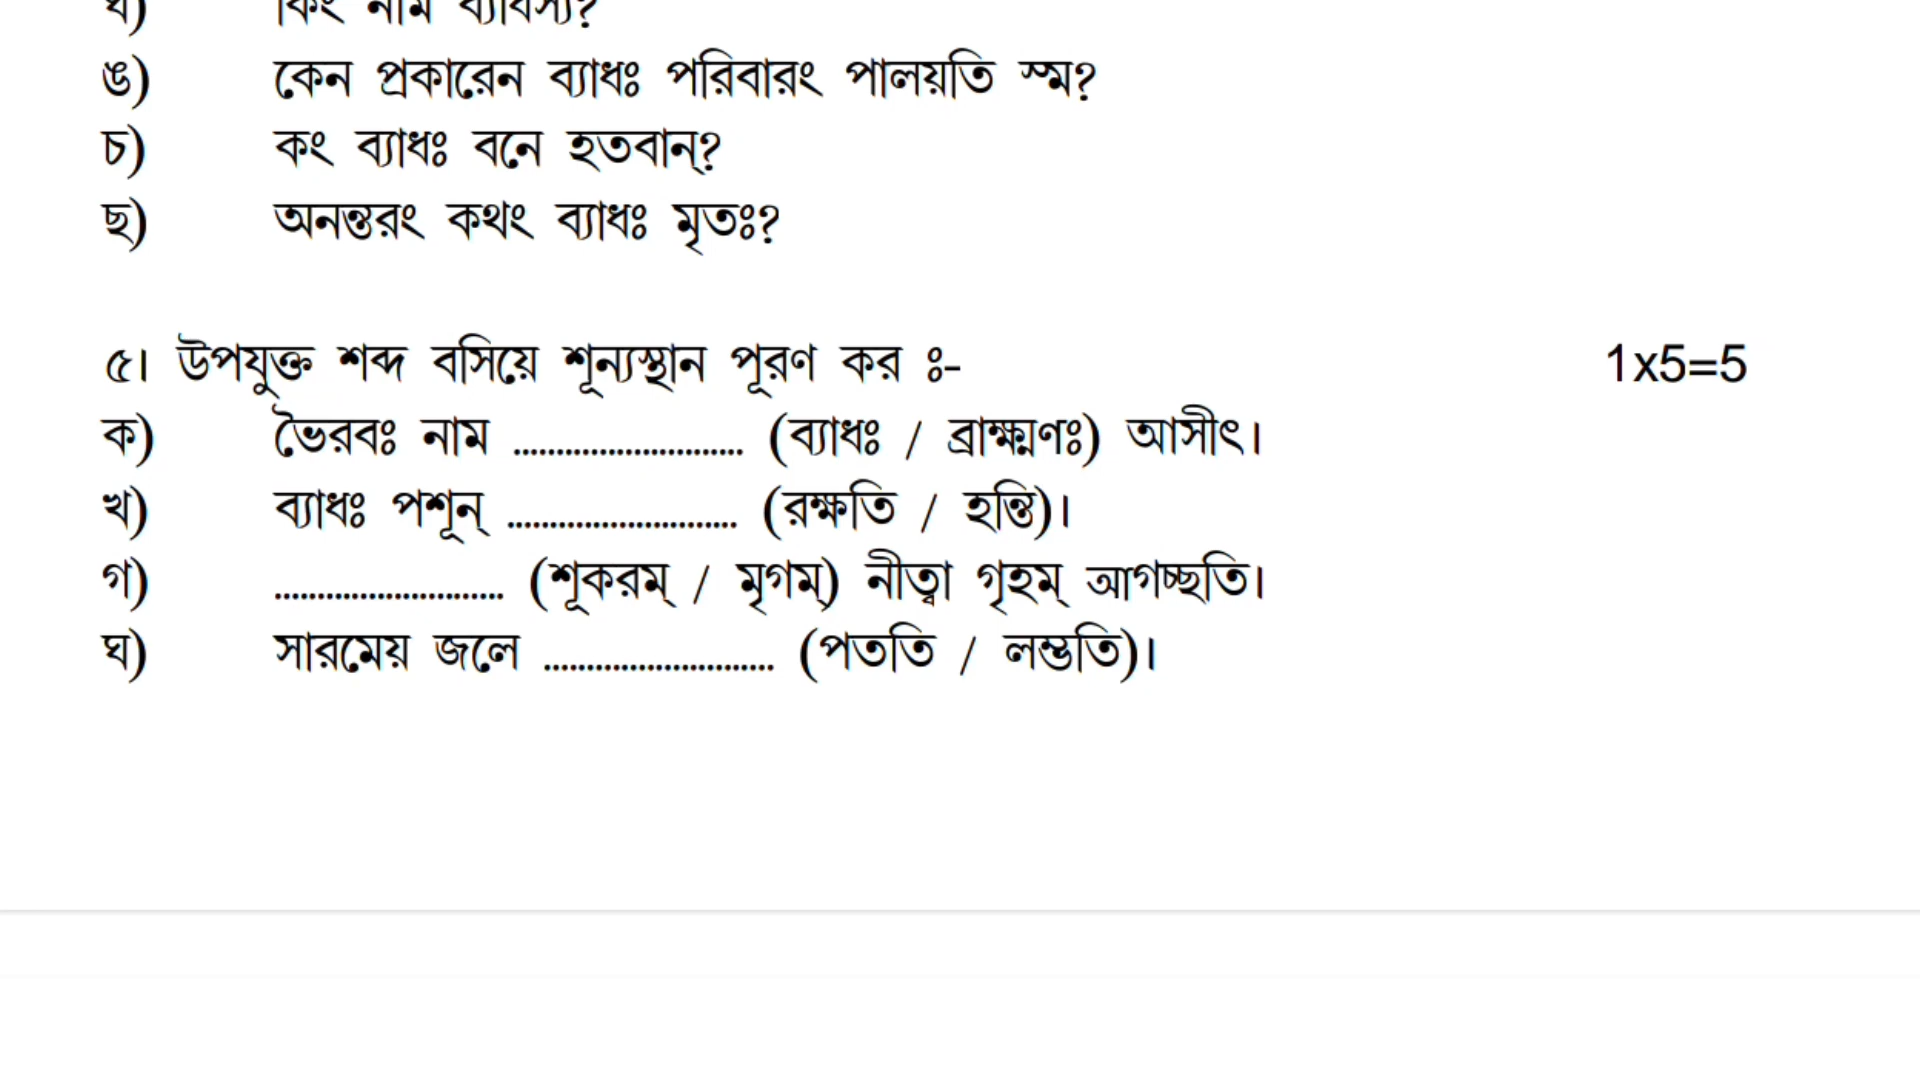 ঘ) কিং নাম ব্যাধস্য?
ঙ) কেন প্রকারেন ব্যাধঃ পরিবারং পালয়তি স্ম?
চ) কং ব্যাধঃ বনে হতবান্?
ছ) অনন্তরং কথং ব্যাধঃ মৃতঃ?
৫। উপযুক্ত শব্দ বসিয়ে শূন্যস্থান পূরণ কর ঃ- 1x5=5
ক) ভৈরবঃ নাম ........................... (ব্যাধঃ / ব্রাহ্মণঃ) আসীৎ।
খ) ব্যাধঃ পশূন্ ........................... (রক্ষতি / হন্তি)।
গ) ........................... (শূকরম্ / মৃগম্) নীত্বা গৃহম্ আগচ্ছতি।
ঘ) সারমেয় জলে ........................... (পততি / লম্ভতি)।